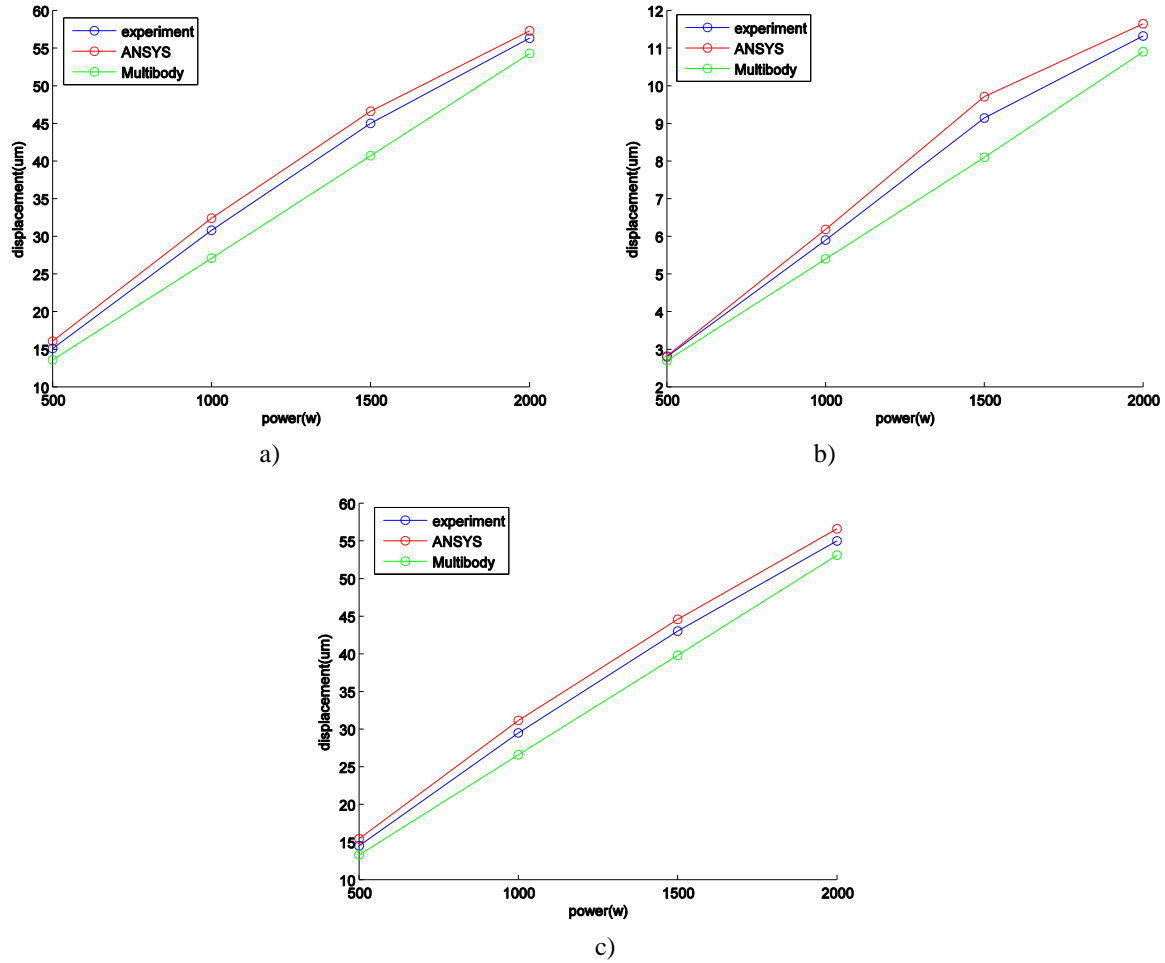 60
55
50
45
40
35
30
25
20
15
10
displacement(um)
experiment
ANSYS
Multibody
500
1000
1500
2000
power(w)
a)
12
11
10
9
8
7
6
5
4
3
2
displacement(um)
experiment
ANSYS
Multibody
500
1000
1500
2000
power(w)
b)
60
55
50
45
40
35
30
25
20
15
10
displacement(um)
experiment
ANSYS
Multibody
500
1000
1500
2000
power(w)
c)